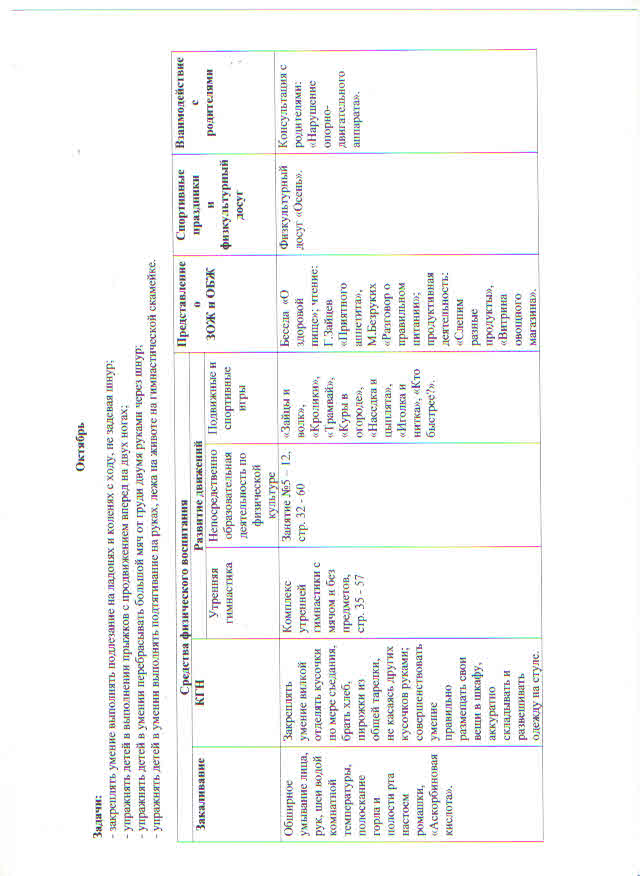 Октябрь
Задачи:
- закреплять умение выполнять подлезание на ладонях и коленях с ходу, не задевая шнур;
- упражнять детей в выполнении прыжков с продвижением вперед на двух ногах;
- упражнять детей в умении перебрасывать большой мяч от груди двумя руками через шнур;
- упражнять детей в умении выполнять подтягивание на руках, лежа на животе на гимнастической скамейке.
Средства физического воспитания
Представление
о
ЗОЖ и ОБЖ
Спортивные
праздники
и
физкультурный
досуг
Взаимодействие
с
родителями
Закаливание
КГН
Развитие движений
Утренняя
гимнастика
Непосредственно
образовательная
деятельность по
физической
культуре
Подвижные и
спортивные
игры
Обширное
умывание лица,
рук, шеи водой
комнатной
температуры,
полоскание
горла и
полости рта
настоем
ромашки,
«Аскорбиновая
кислота».
Закреплять
умение вилкой
отделять кусочки
по мере съедания,
брать хлеб,
пирожки из
общей тарелки,
не касаясь других
кусочков руками;
совершенствовать
умение
правильно
размещать свои
вещи в шкафу,
аккуратно
складывать и
развешивать
одежду на стуле.
Комплекс
утренней
гимнастики с
мячом и без
предметов,
стр. 35 - 57
Занятие №5 – 12,
стр. 32 - 60
«Зайцы и
волк»,
«Кролики»,
«Трамвай»,
«Куры в
огороде»,
«Наседка и
цыплята»,
«Иголка и
нитка», «Кто
быстрее?».
Беседа «О
здоровой
пище»; чтение:
Г.Зайцев
«Приятного
аппетита»,
М.Безруких
«Разговор о
правильном
питании»;
продуктивная
деятельность:
«Слепим
разные
продукты»,
«Витрина
овощного
магазина».
Физкультурный
досуг «Осень».
Консультация с
родителями:
«Нарушение
опорно-
двигательного
аппарата».